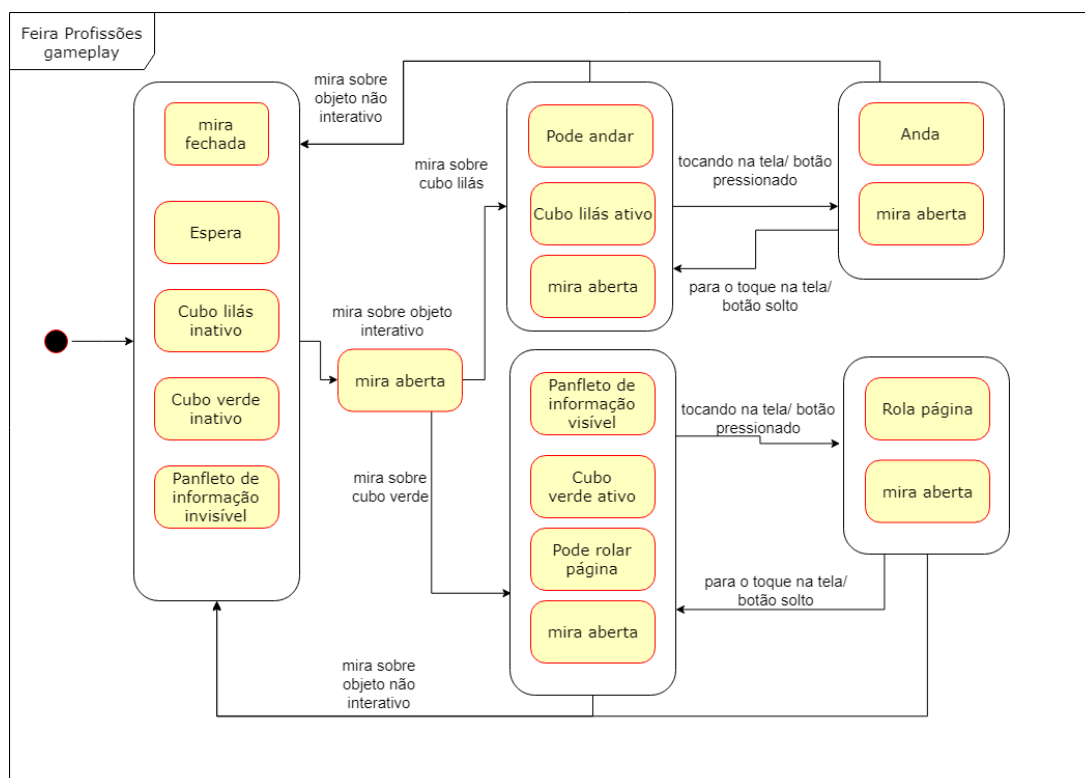 Feira Profissões
gameplay
mira
fechada
Espera
Cubo lilás
inativo
Cubo verde
inativo
Panfleto de
informação
invisível
mira sobre
objeto não
interativo
mira sobre objeto
interativo
mira aberta
mira sobre
cubo lilás
mira sobre
cubo verde
Pode andar
Cubo lilás ativo
mira aberta
tocando na tela/ botão
pressionado
para o toque na tela/
botão solto
Anda
mira aberta
Panfleto de
informação
visível
Cubo
verde ativo
Pode rolar
página
mira aberta
tocando na tela/ botão
pressionado
para o toque na tela/
botão solto
Rola página
mira aberta
mira sobre
objeto não
interativo